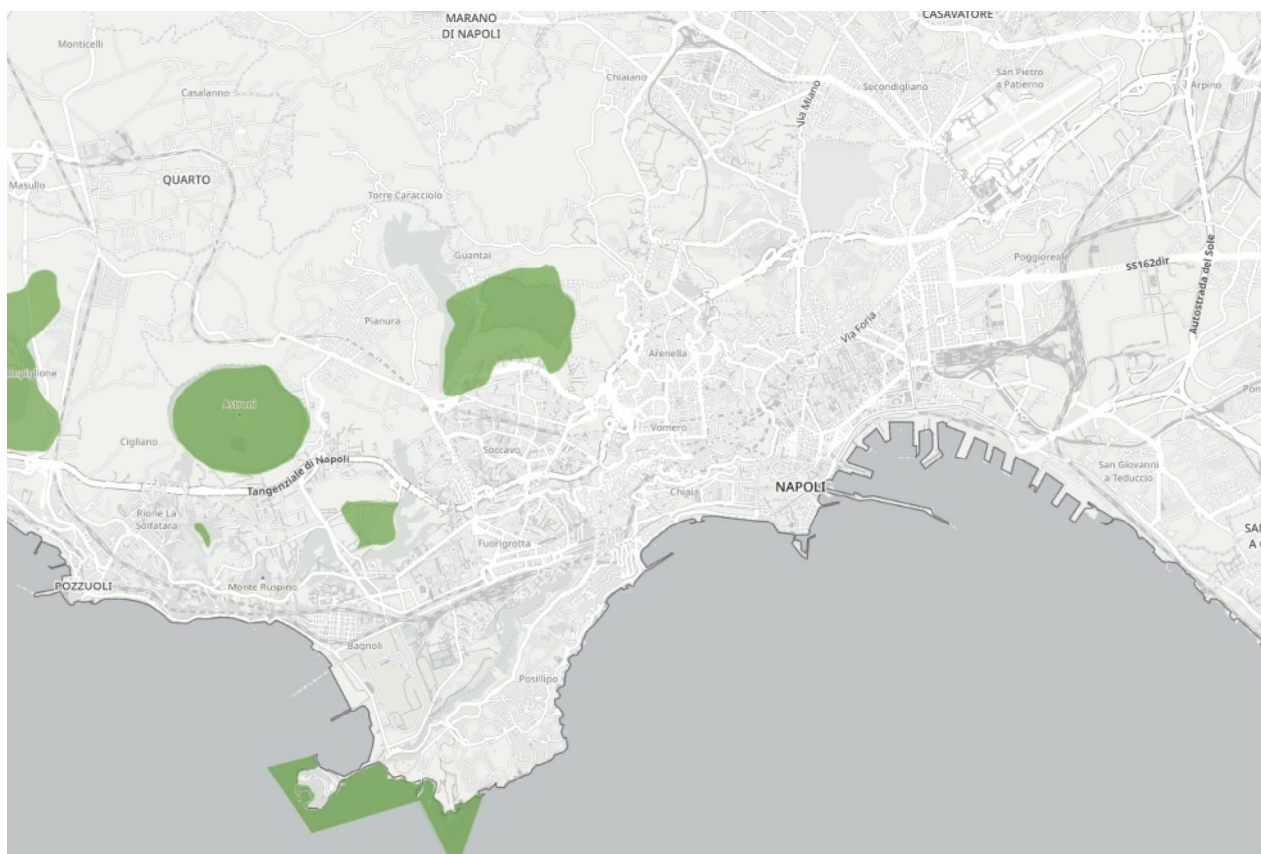 MARANO
DI NAPOLI
CASAVATORE
Monticelli
Chiaiano
San Pietro
a Patierno
Secondigliano
Arpino
Casalanno
Via Miano
Masullo
QUARTO
Torre Caracciolo
Guantai
Poggioreale
SS162dir
Autostrada del Sole
Pianura
Via Foria
Arenella
Astroni
Cigliano
Vomero
Soccavo
Tangenziale di Napoli
San Giovanni
a Teduccio
NAPOLI
Chiaia
Rione La
Solfatara
Fuorigrotta
POZZUOLI
Monte Ruspino
Bagnoli
Posillipo